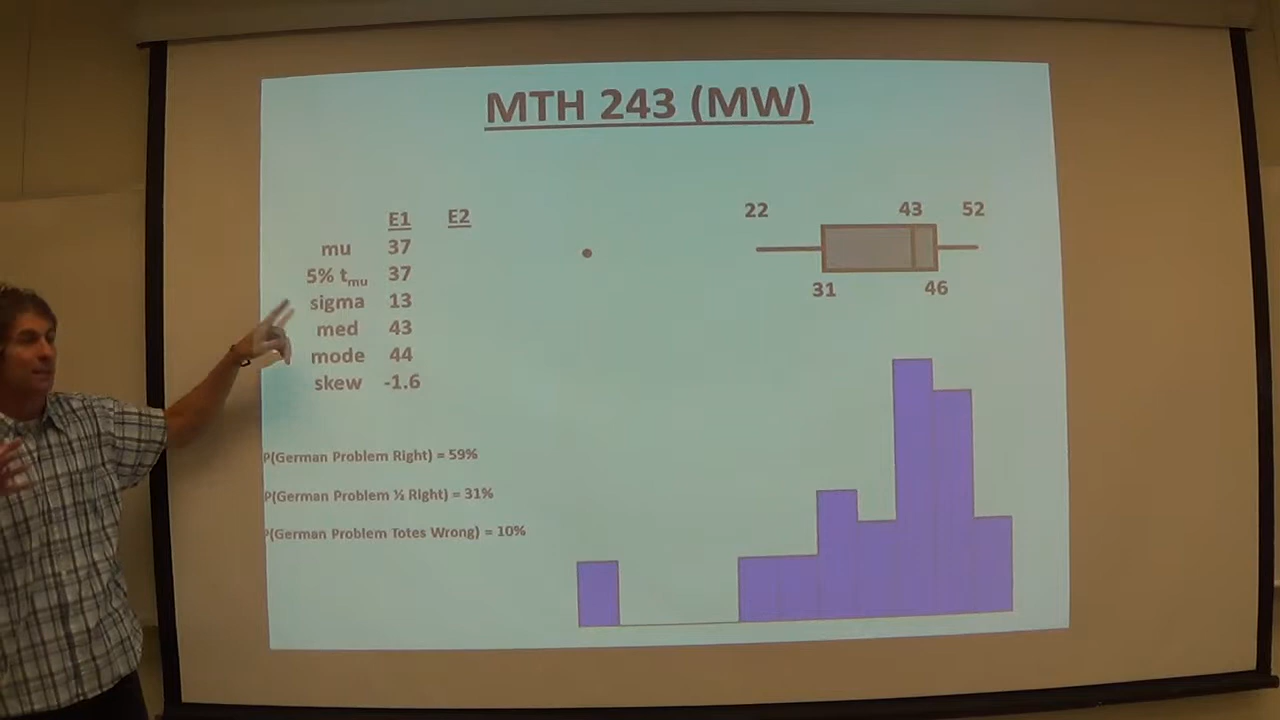 MTH 243 (MW)
E1 E2
mu 37
5% tmu 37
sigma 13
med 43
mode 44
skew -1.6
22 43 52
31 46
P(German Problem Right) = 59%
P(German Problem ½ Right) = 31%
P(German Problem Totes Wrong) = 10%